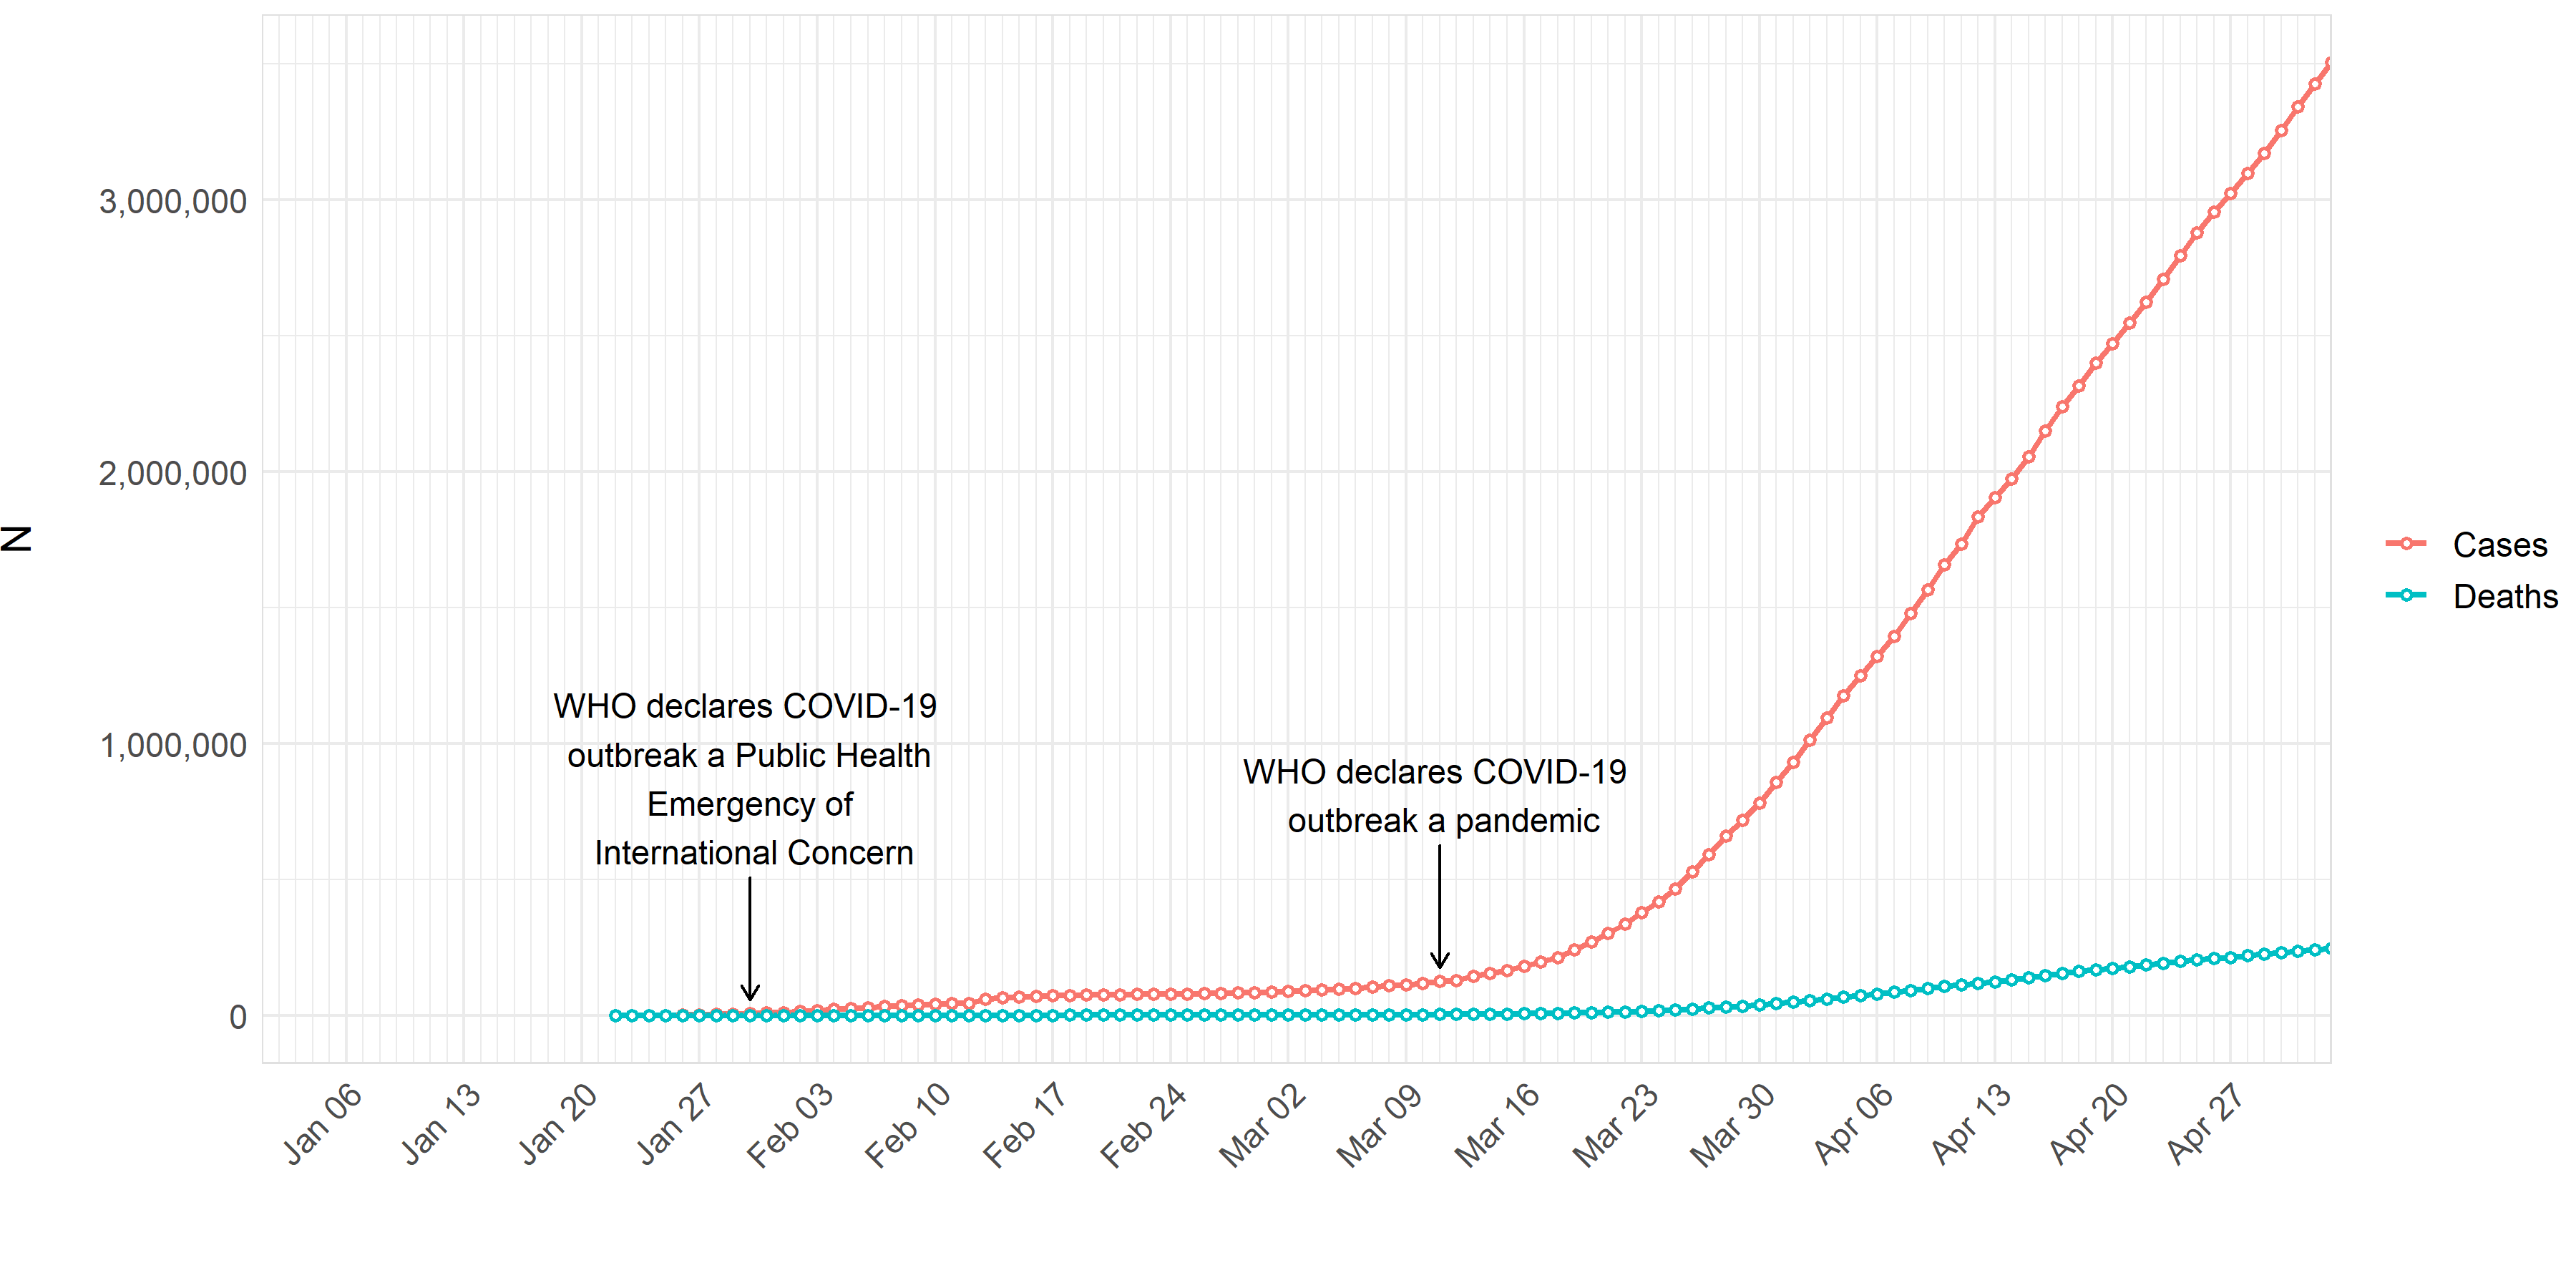 N
3,000,000
2,000,000
1,000,000
0
WHO declares COVID-19
outbreak a Public Health
Emergency of
International Concern
WHO declares COVID-19
outbreak a pandemic
Cases
Deaths
Jan 06
Jan 13
Jan 20
Jan 27
Feb 03
Feb 10
Feb 17
Feb 24
Mar 02
Mar 09
Mar 16
Mar 23
Mar 30
Apr 06
Apr 13
Apr 20
Apr 27